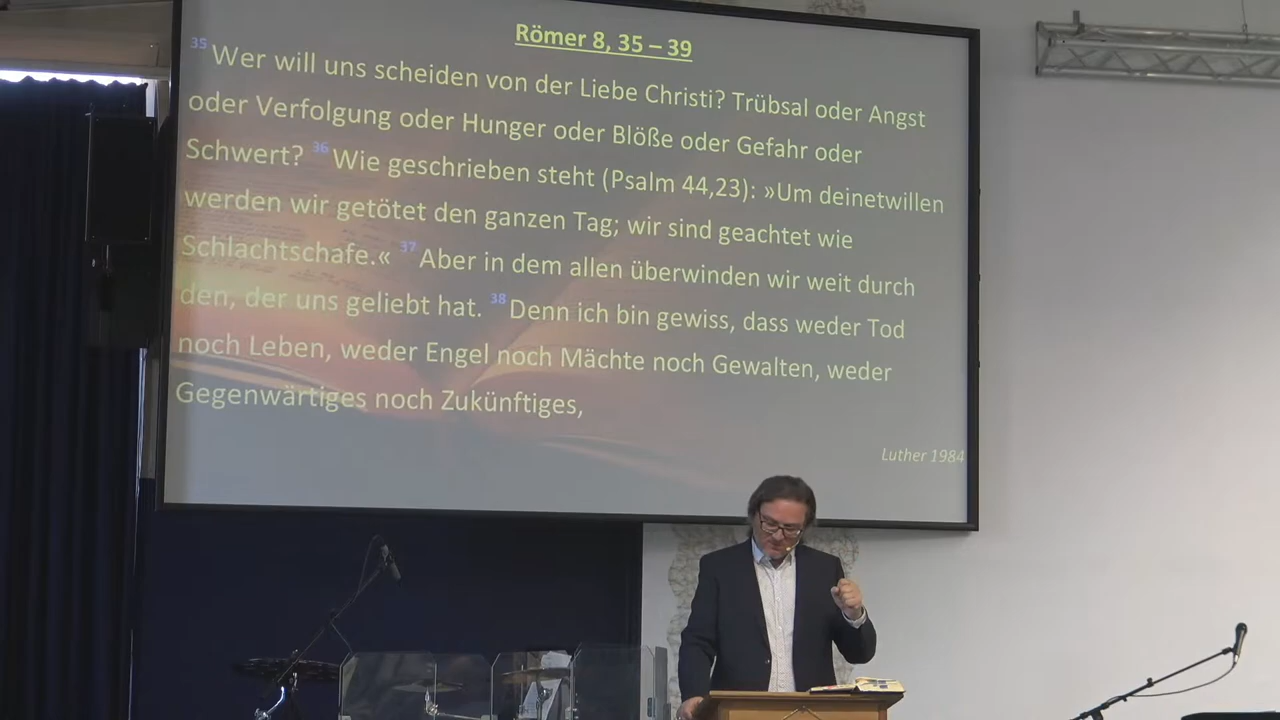 Römer 8, 35 – 39
35 Wer will uns scheiden von der Liebe Christi? Trübsal oder Angst
oder Verfolgung oder Hunger oder Blöße oder Gefahr oder
Schwert? 36 Wie geschrieben steht (Psalm 44,23): »Um deinetwillen
werden wir getötet den ganzen Tag; wir sind geachtet wie
Schlachtschafe.« 37 Aber in dem allen überwinden wir weit durch
den, der uns geliebt hat. 38 Denn ich bin gewiss, dass weder Tod
noch Leben, weder Engel noch Mächte noch Gewalten, weder
Gegenwärtiges noch Zukünftiges,
Luther 1984